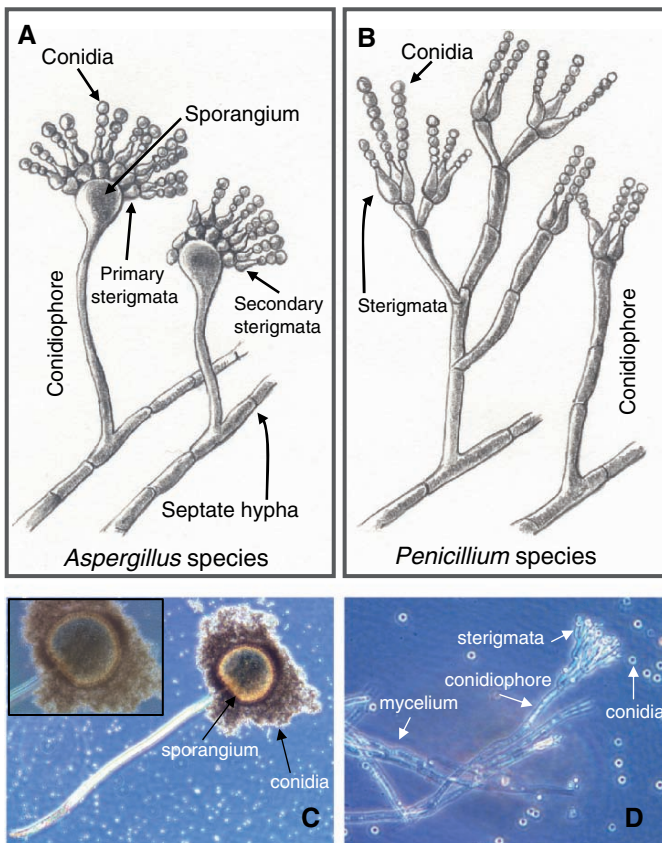 A
Conidia
Sporangium
Primary
sterigmata
Secondary
sterigmata
Conidiophore
Septate hypha
Aspergillus species
B
Conidia
Sterigmata
Conidiophore
Penicillium species
sporangium
conidia
C
sterigmata
conidiophore
mycelium
conidia
D